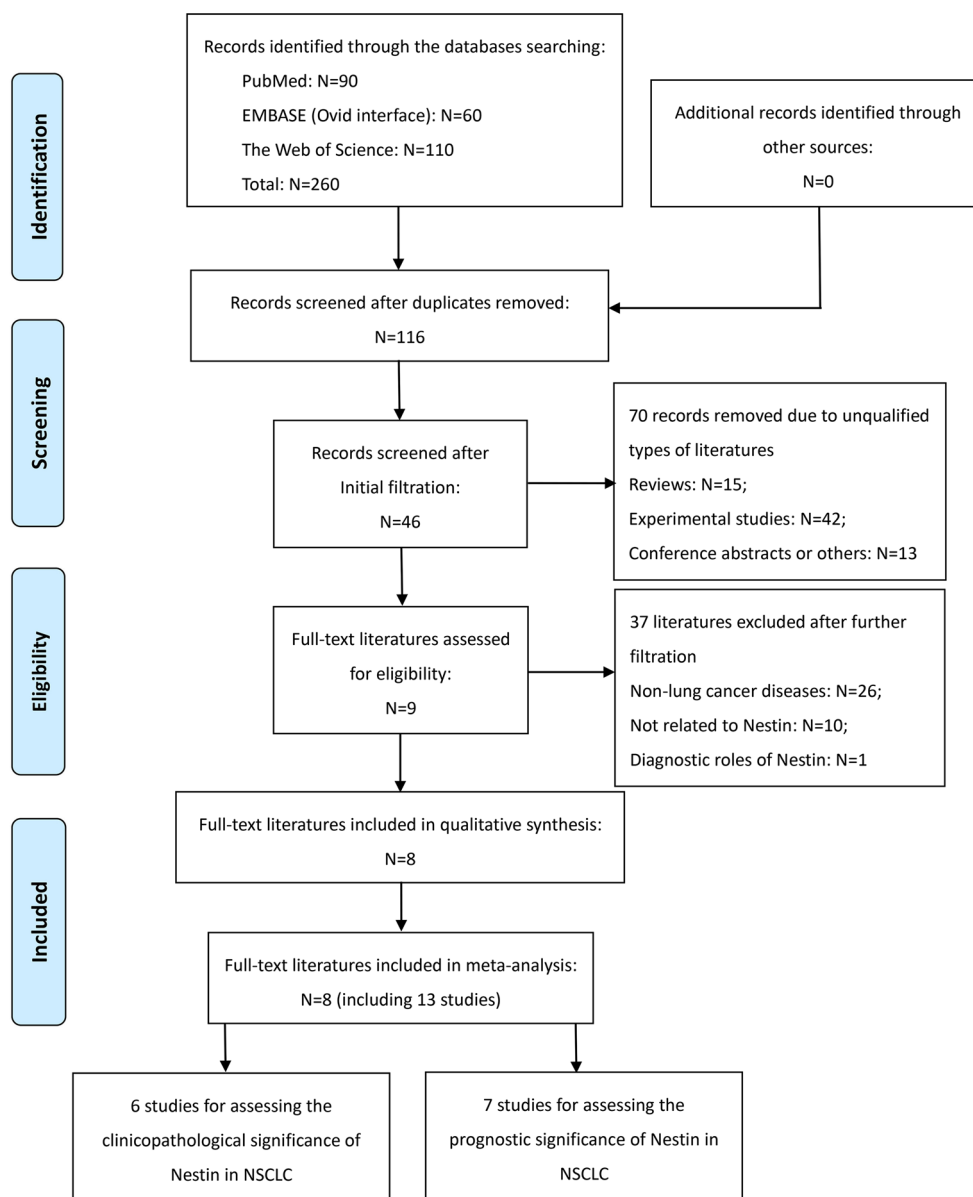 Records identified through the databases searching:
PubMed: N=90
EMBASE (Ovid interface): N=60
The Web of Science: N=110
Total: N=260
Additional records identified through
other sources:
N=0
Identification
Records screened after duplicates removed:
N=116
Screening
Records screened after
Initial filtration:
N=46
70 records removed due to unqualified
types of literatures
Reviews: N=15;
Experimental studies: N=42;
Conference abstracts or others: N=13
Eligibility
Full-text literatures assessed
for eligibility:
N=9
37 literatures excluded after further
filtration
Non-lung cancer diseases: N=26;
Not related to Nestin: N=10;
Diagnostic roles of Nestin: N=1
Full-text literatures included in qualitative synthesis:
N=8
Included
Full-text literatures included in meta-analysis:
N=8 (including 13 studies)
6 studies for assessing the
clinicopathological significance of
Nestin in NSCLC
7 studies for assessing the
prognostic significance of Nestin in
NSCLC